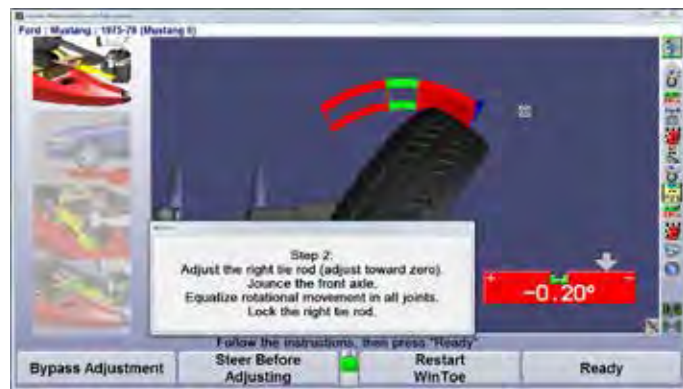 Ford : Mustang : 1975-78 (Mustang II)
Step 2:
Adjust the right tie rod (adjust toward zero).
Jounce the front axle.
Equalize rotational movement in all joints.
Lock the right tie rod.
-0.20°
Follow the instructions, then press "Ready"
Bypass Adjustment
Steer Before
Adjusting
Restart
WinToe
Ready